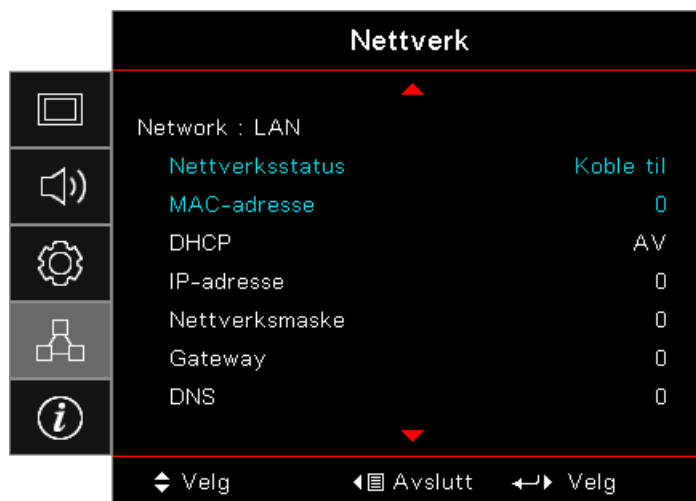 Nettverk
Network : LAN
Nettverksstatus Koble til
MAC-adresse 0
DHCP AV
IP-adresse 0
Nettverksmaske 0
Gateway 0
DNS 0
Velg Avslutt Velg